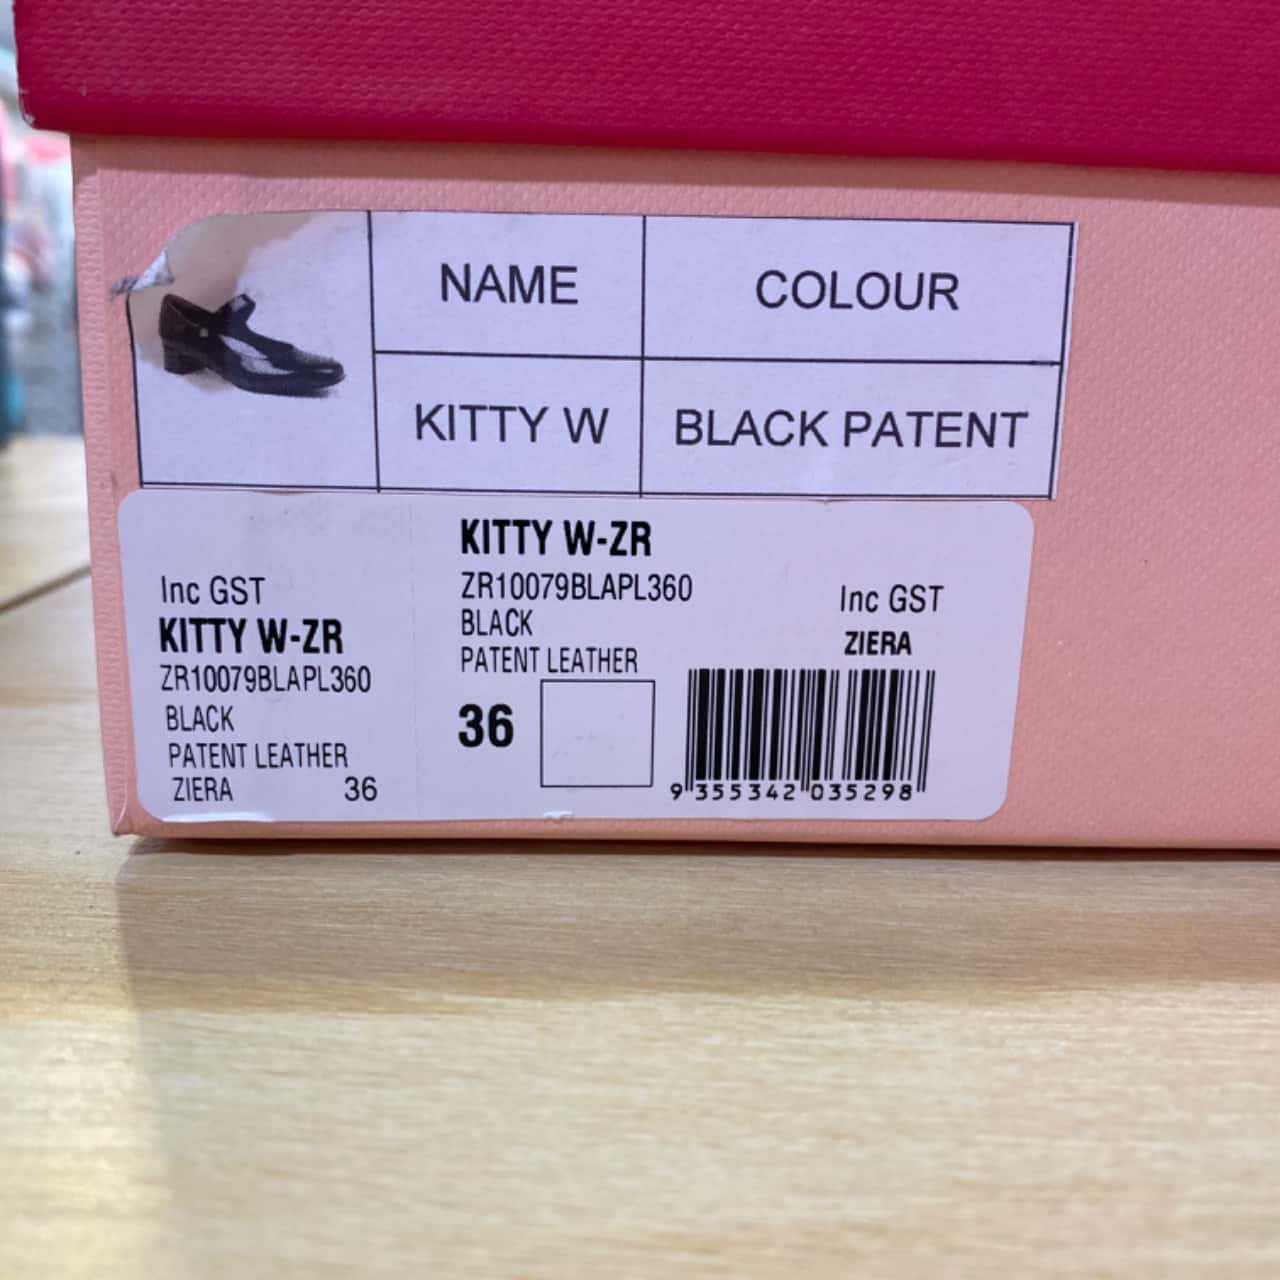 NAME COLOUR
KITTY W BLACK PATENT
Inc GST
KITTY W-ZR
ZR10079BLAPL360
BLACK
PATENT LEATHER
ZIERA 36
KITTY W-ZR
ZR10079BLAPL360
BLACK
PATENT LEATHER
36
Inc GST
ZIERA
9 355342 035298